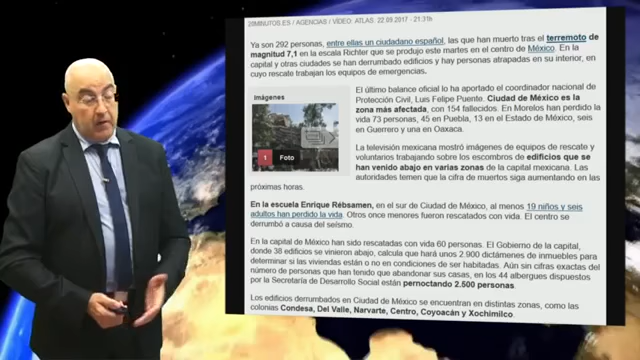 20MINUTOS.ES / AGENCIAS / VÍDEO: ATLAS. 22.09.2017 - 21:31h
Ya son 292 personas, entre ellas un ciudadano español, las que han muerto tras el terremoto de
magnitud 7,1 en la escala Richter que se produjo este martes en el centro de México. En la
capital y otras ciudades se han derrumbado edificios y hay personas atrapadas en su interior, en
cuyo rescate trabajan los equipos de emergencias.
Imágenes
1 Foto
El último balance oficial lo ha aportado el coordinador nacional de
Protección Civil, Luis Felipe Puente. Ciudad de México es la
zona más afectada, con 154 fallecidos. En Morelos han perdido la
vida 73 personas, 45 en Puebla, 13 en el Estado de México, seis
en Guerrero y una en Oaxaca.
La televisión mexicana mostró imágenes de equipos de rescate y
voluntarios trabajando sobre los escombros de edificios que se
han venido abajo en varias zonas de la capital mexicana. Las
autoridades temen que la cifra de muertos siga aumentando en las
próximas horas.
En la escuela Enrique Rébsamen, en el sur de Ciudad de México, al menos 19 niños y seis
adultos han perdido la vida. Otros once menores fueron rescatados con vida. El centro se
derrumbó a causa del seísmo.
En la capital de México han sido rescatadas con vida 60 personas. El Gobierno de la capital,
donde 38 edificios se vinieron abajo, calcula que hará unos 2.900 dictámenes de inmuebles para
determinar si las viviendas están o no en condiciones de ser habitadas. Aún sin cifras exactas del
número de personas que han tenido que abandonar sus casas, en los 44 albergues dispuestos
por la Secretaría de Desarrollo Social están pernoctando 2.500 personas.
Los edificios derrumbados en Ciudad de México se encuentran en distintas zonas, como las
colonias Condesa, Del Valle, Narvarte, Centro, Coyoacán y Xochimilco.